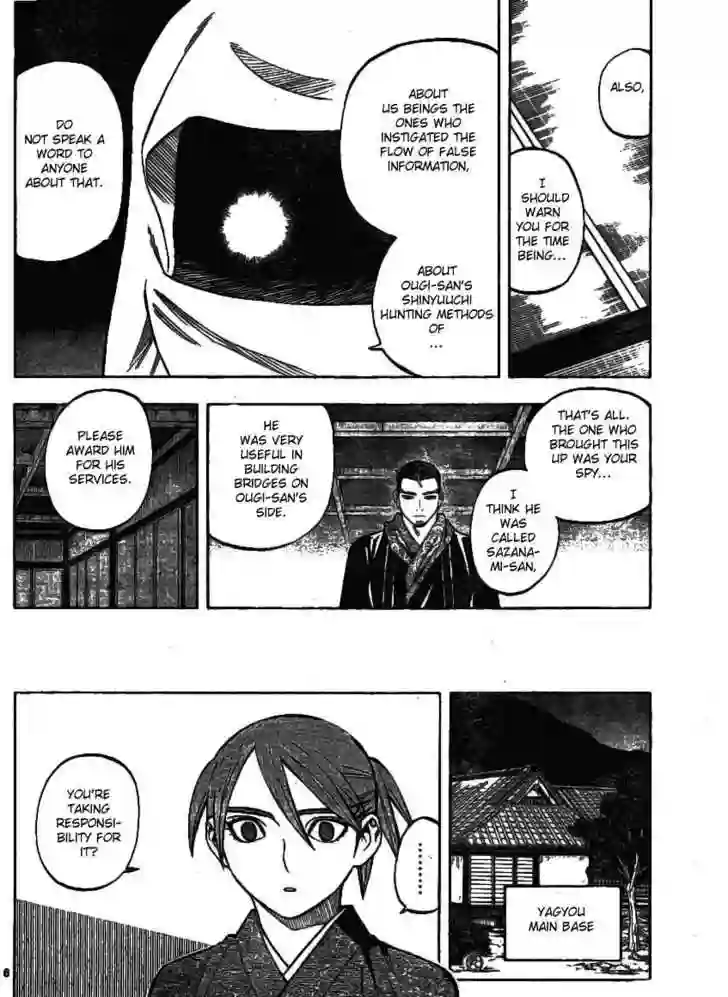 ALSO,
I
SHOULD
WARN
YOU FOR
THE TIME
BEING...
ABOUT
US BEINGS THE
ONES WHO
INSTIGATED THE
FLOW OF FALSE
INFORMATION,
ABOUT
OUGI-SAN'S
SHINYUUCHI
HUNTING METHODS
OF
...
DO
NOT SPEAK A
WORD TO
ANYONE
ABOUT THAT.
THAT'S ALL.
THE ONE WHO
BROUGHT THIS
UP WAS YOUR
SPY...
I
THINK HE
WAS
CALLED
SAZANA-
MI-SAN,
HE
WAS VERY
USEFUL IN
BUILDING
BRIDGES ON
OUGI-SAN'S
SIDE.
PLEASE
AWARD HIM
FOR HIS
SERVICES.
YAGYOU
MAIN BASE
........
YOU'RE
TAKING
RESPONSI-
BILITY FOR
IT?
6